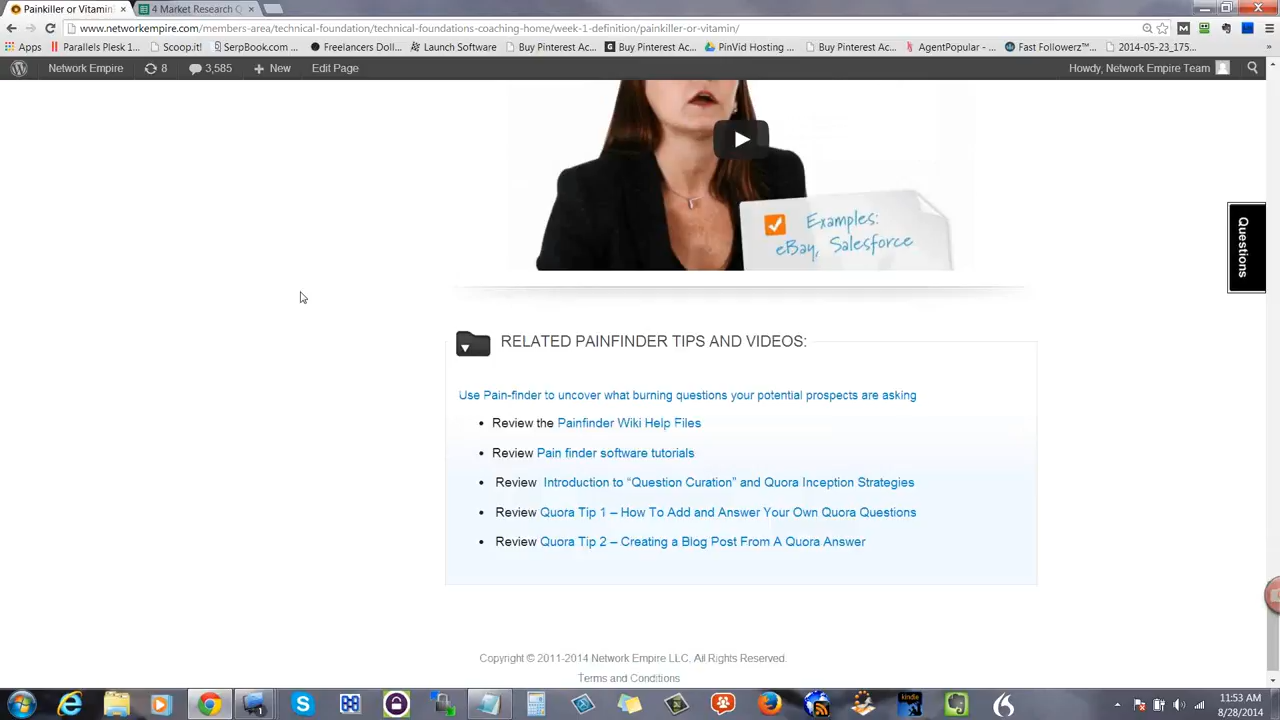 Painkiller or Vitamin
4 Market Research Q
www.networkempire.com/members-area/technical-foundation/technical-foundations-coaching-home/week-1-definition/painkiller-or-vitamin/
Apps Parallels Plesk 1... Scoop.it! SerpBook.com ... Freelancers Doll... Launch Software... Buy Pinterest Ac... Buy Pinterest Ac... PinVid Hosting ... Buy Pinterest Ac... AgentPopular - ... Fast Followerz™... 2014-05-23_175... »
Network Empire 8 3,585 New Edit Page Howdy, Network Empire Team
Examples:
eBay, Salesforce
Questions
RELATED PAINFINDER TIPS AND VIDEOS:
Use Pain-finder to uncover what burning questions your potential prospects are asking
• Review the Painfinder Wiki Help Files
• Review Pain finder software tutorials
• Review Introduction to “Question Curation” and Quora Inception Strategies
• Review Quora Tip 1 – How To Add and Answer Your Own Quora Questions
• Review Quora Tip 2 – Creating a Blog Post From A Quora Answer
Copyright © 2011-2014 Network Empire LLC, All Rights Reserved.
Terms and Conditions
kindle
11:53 AM
8/28/2014